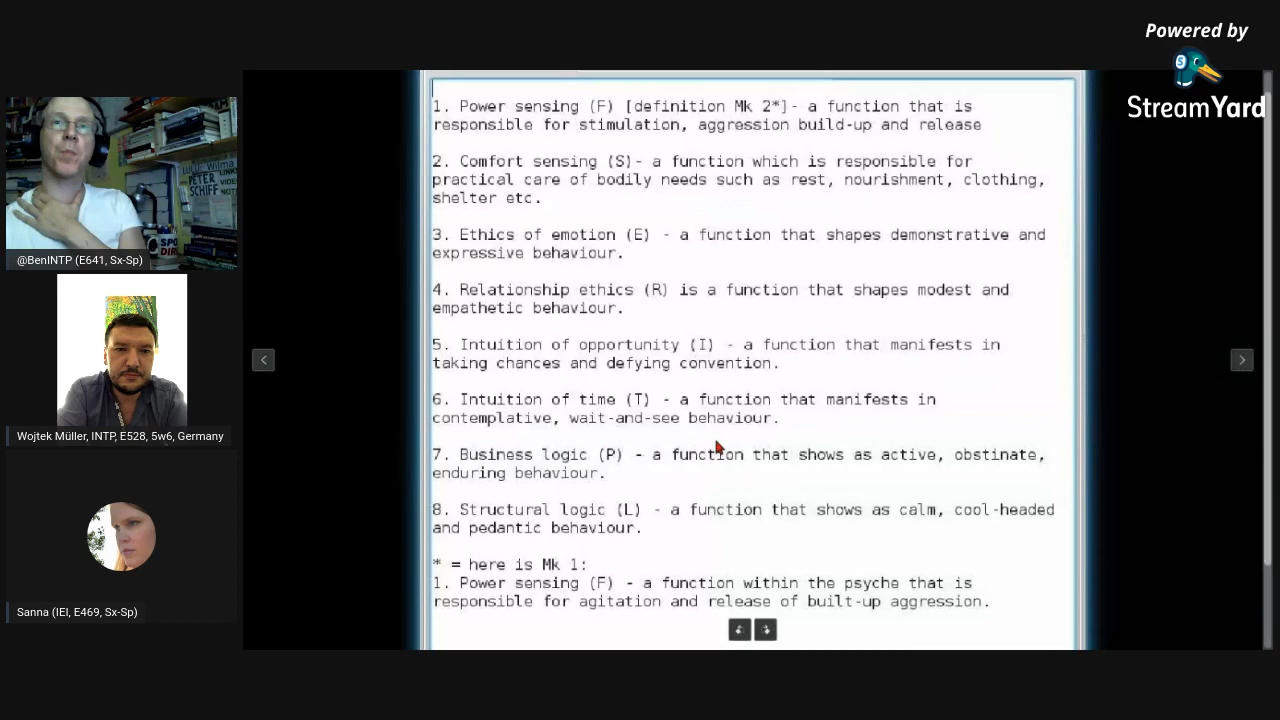 Powered by
StreamYard
1. Power sensing (F) [definition Mk 2*]- a function that is
responsible for stimulation, aggression build-up and release
2. Comfort sensing (S)- a function which is responsible for
practical care of bodily needs such as rest, nourishment, clothing,
shelter etc.
3. Ethics of emotion (E) - a function that shapes demonstrative and
expressive behaviour.
4. Relationship ethics (R) is a function that shapes modest and
empathetic behaviour.
5. Intuition of opportunity (I) - a function that manifests in
taking chances and defying convention.
6. Intuition of time (T) - a function that manifests in
contemplative, wait-and-see behaviour.
7. Business logic (P) - a function that shows as active, obstinate,
enduring behaviour.
8. Structural logic (L) - a function that shows as calm, cool-headed
and pedantic behaviour.
* = here is Mk 1:
1. Power sensing (F) - a function within the psyche that is
responsible for agitation and release of built-up aggression.
PETER
SCHIFF
@BenINTP (E641, Sx-Sp)
Wojtek Müller, INTP, E528, 5w6, Germany
Sanna (IEI, E469, Sx-Sp)